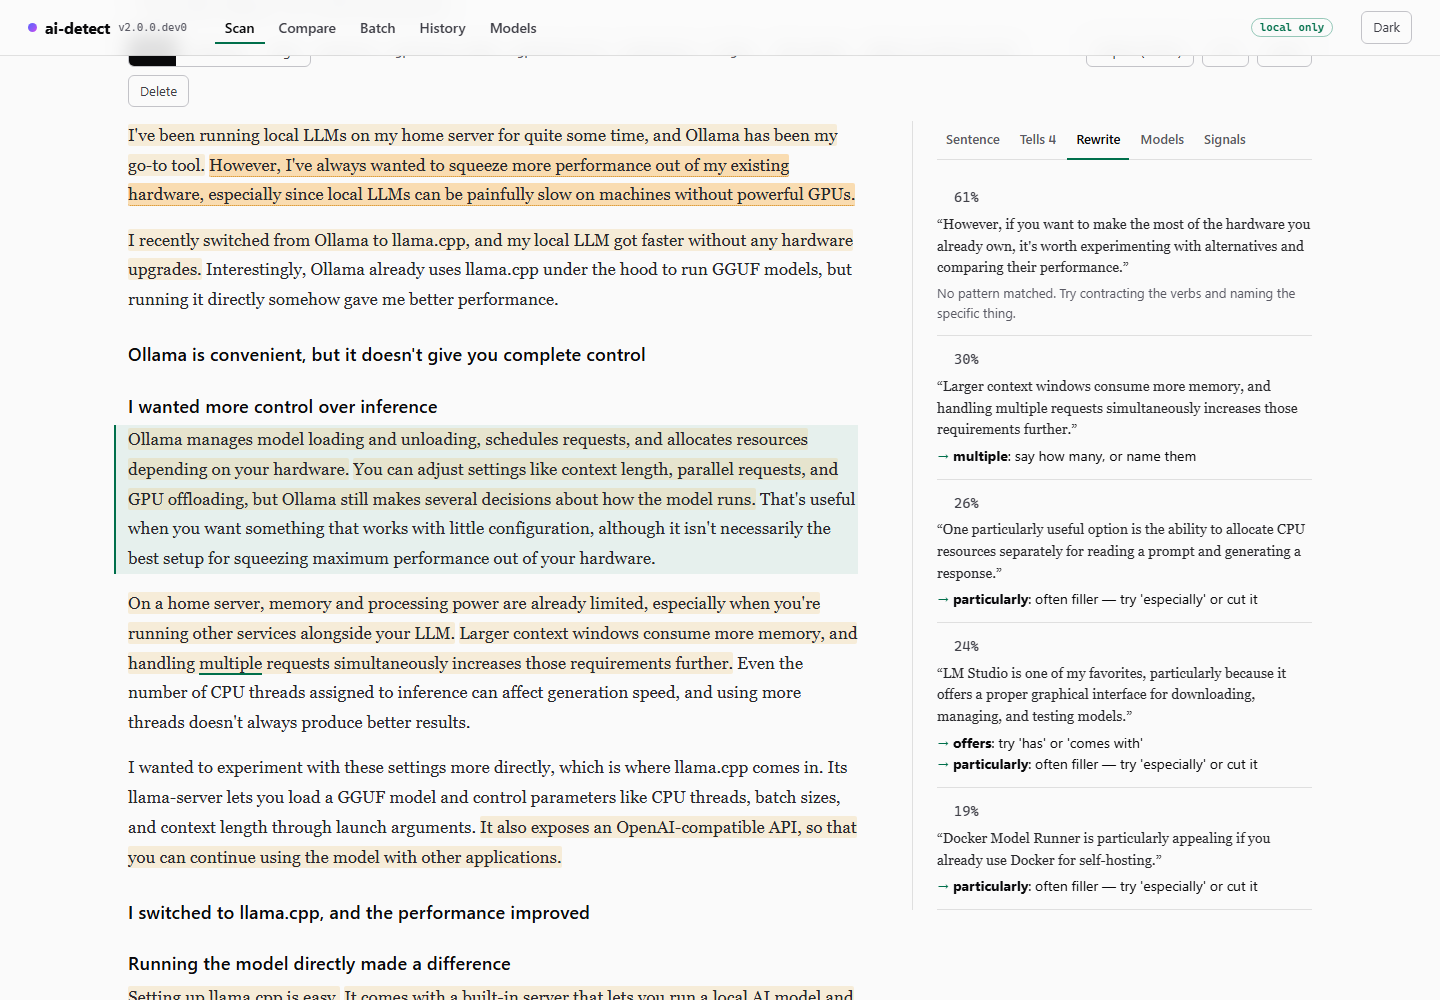 ai-detect v2.0.0.dev0 Scan Compare Batch History Models local only Dark
Delete
I've been running local LLMs on my home server for quite some time, and Ollama has been my
go-to tool. However, I've always wanted to squeeze more performance out of my existing
hardware, especially since local LLMs can be painfully slow on machines without powerful GPUs.
I recently switched from Ollama to llama.cpp, and my local LLM got faster without any hardware
upgrades. Interestingly, Ollama already uses llama.cpp under the hood to run GGUF models, but
running it directly somehow gave me better performance.
Ollama is convenient, but it doesn't give you complete control
I wanted more control over inference
Ollama manages model loading and unloading, schedules requests, and allocates resources
depending on your hardware. You can adjust settings like context length, parallel requests, and
GPU offloading, but Ollama still makes several decisions about how the model runs. That's useful
when you want something that works with little configuration, although it isn't necessarily the
best setup for squeezing maximum performance out of your hardware.
On a home server, memory and processing power are already limited, especially when you're
running other services alongside your LLM. Larger context windows consume more memory, and
handling multiple requests simultaneously increases those requirements further. Even the
number of CPU threads assigned to inference can affect generation speed, and using more
threads doesn't always produce better results.
I wanted to experiment with these settings more directly, which is where llama.cpp comes in. Its
llama-server lets you load a GGUF model and control parameters like CPU threads, batch sizes,
and context length through launch arguments. It also exposes an OpenAI-compatible API, so that
you can continue using the model with other applications.
I switched to llama.cpp, and the performance improved
Running the model directly made a difference
Setting up llama.cpp is easy. It comes with a built-in server that lets you run a local AI model and
Sentence Tells 4 Rewrite Models Signals
61%
“However, if you want to make the most of the hardware you
already own, it's worth experimenting with alternatives and
comparing their performance.”
No pattern matched. Try contracting the verbs and naming the
specific thing.
30%
“Larger context windows consume more memory, and
handling multiple requests simultaneously increases those
requirements further.”
→ multiple: say how many, or name them
26%
“One particularly useful option is the ability to allocate CPU
resources separately for reading a prompt and generating a
response.”
→ particularly: often filler — try 'especially' or cut it
24%
“LM Studio is one of my favorites, particularly because it
offers a proper graphical interface for downloading,
managing, and testing models.”
→ offers: try 'has' or 'comes with'
→ particularly: often filler — try 'especially' or cut it
19%
“Docker Model Runner is particularly appealing if you
already use Docker for self-hosting.”
→ particularly: often filler — try 'especially' or cut it